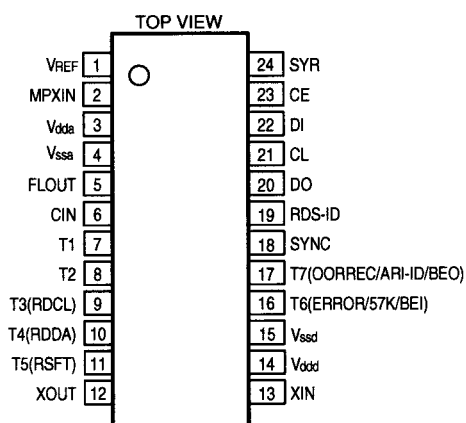 TOP VIEW
VREF 1 24 SYR
MPXIN 2 23 CE
Vdda 3 22 DI
Vssa 4 21 CL
FLOUT 5 20 DO
CIN 6 19 RDS-ID
T1 7 18 SYNC
T2 8 17 T7(OORREC/ARI-ID/BEO)
T3(RDCL) 9 16 T6(ERROR/57K/BEI)
T4(RDDA) 10 15 Vssd
T5(RSFT) 11 14 Vddd
XOUT 12 13 XIN